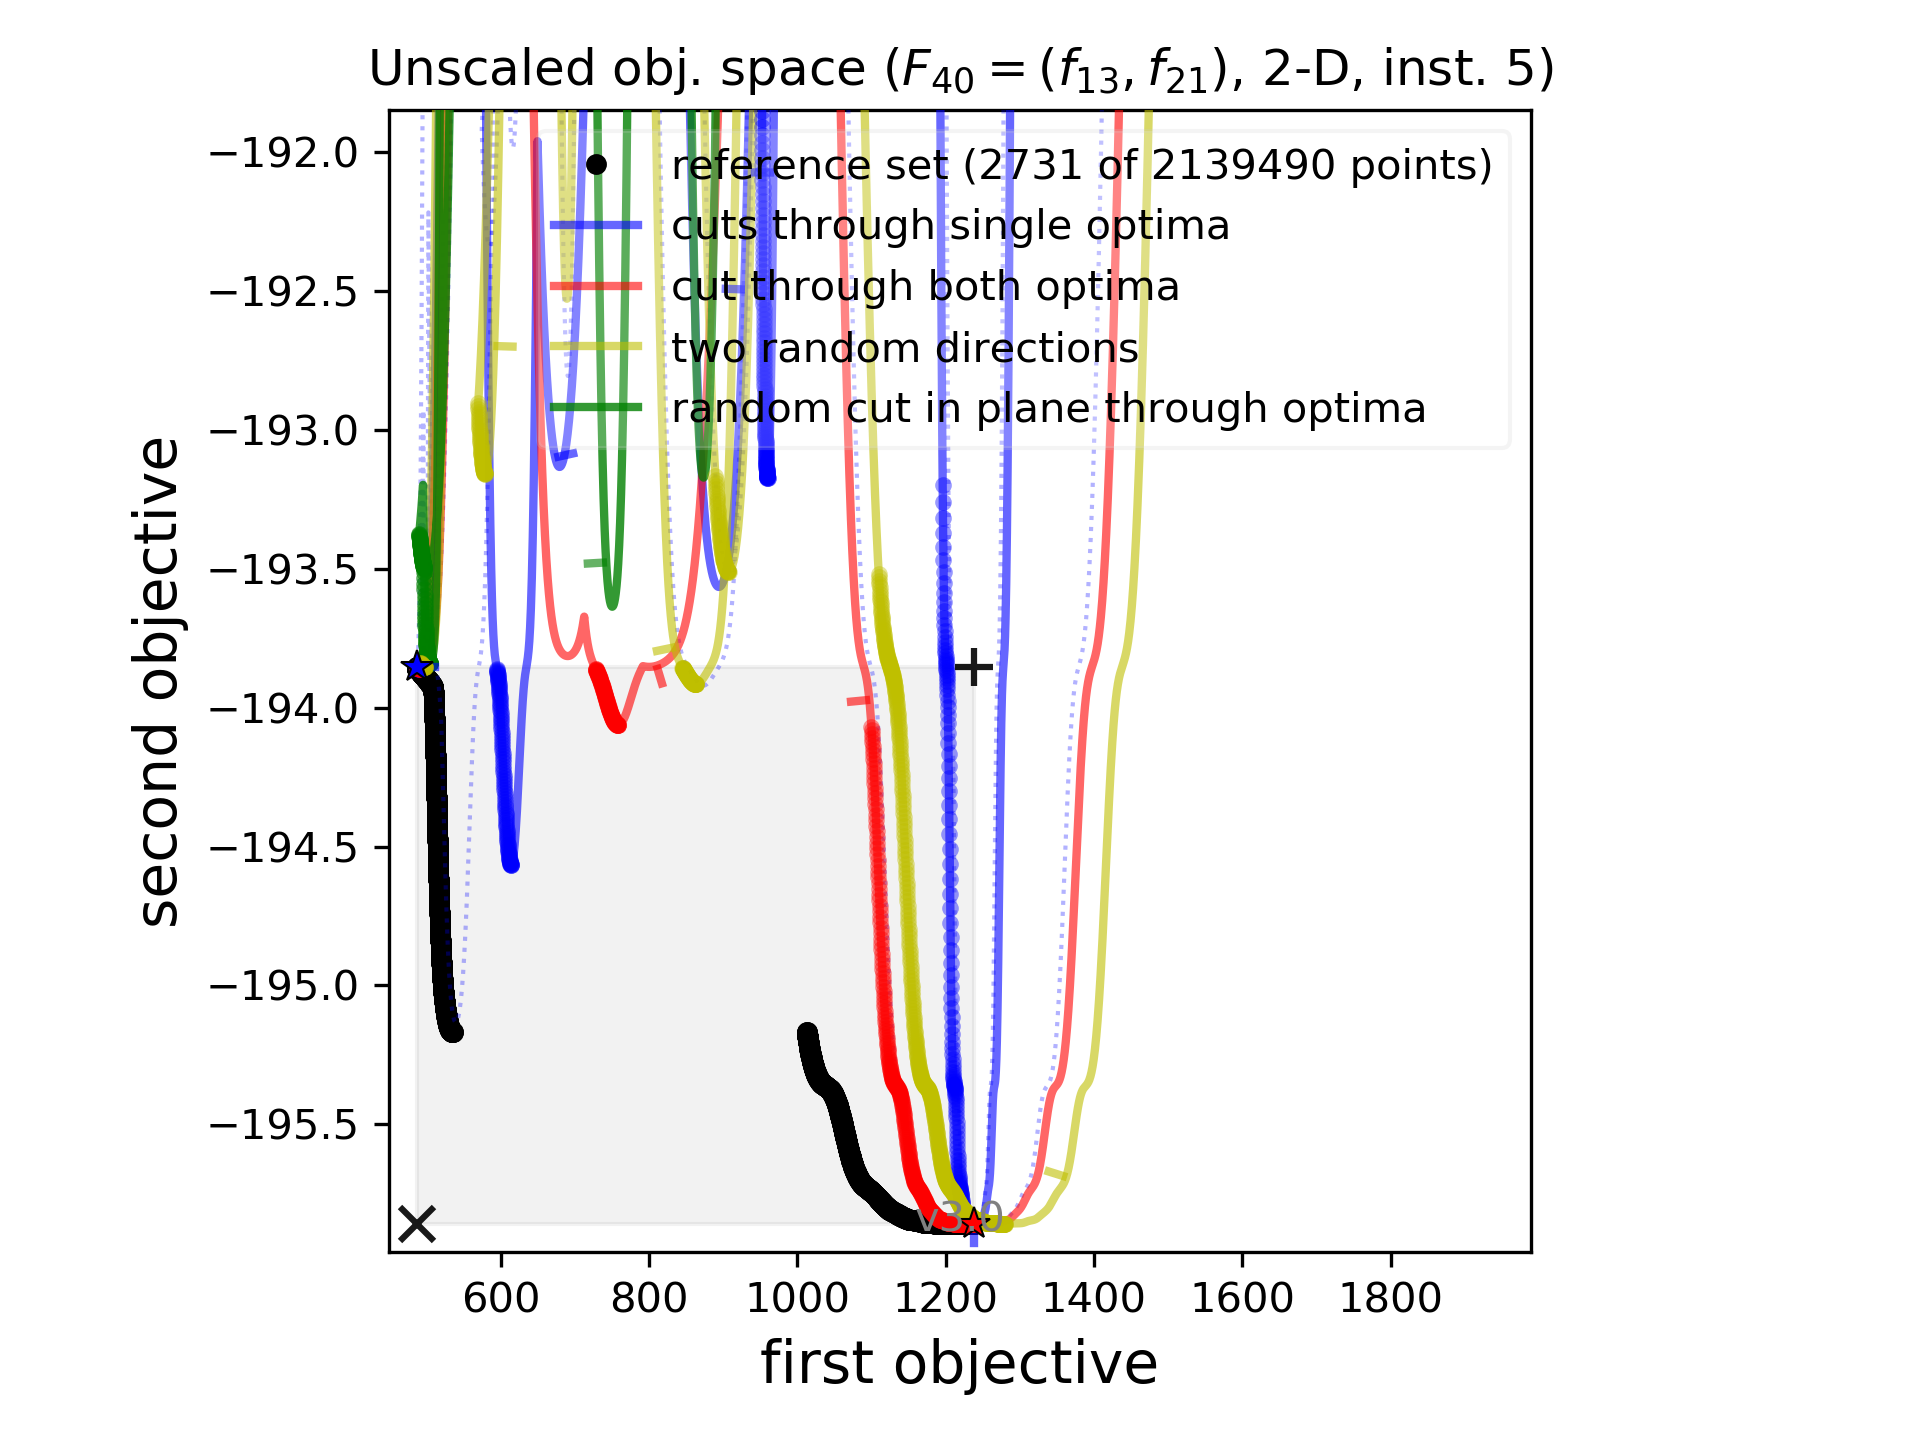 Unscaled obj. space (F40 = (f13, f21), 2-D, inst. 5)
reference set (2731 of 2139490 points)
cuts through single optima
cut through both optima
two random directions
random cut in plane through optima
−192.0
−192.5
−193.0
−193.5
−194.0
−194.5
−195.0
−195.5
second objective
v3.0
600 800 1000 1200 1400 1600 1800
first objective